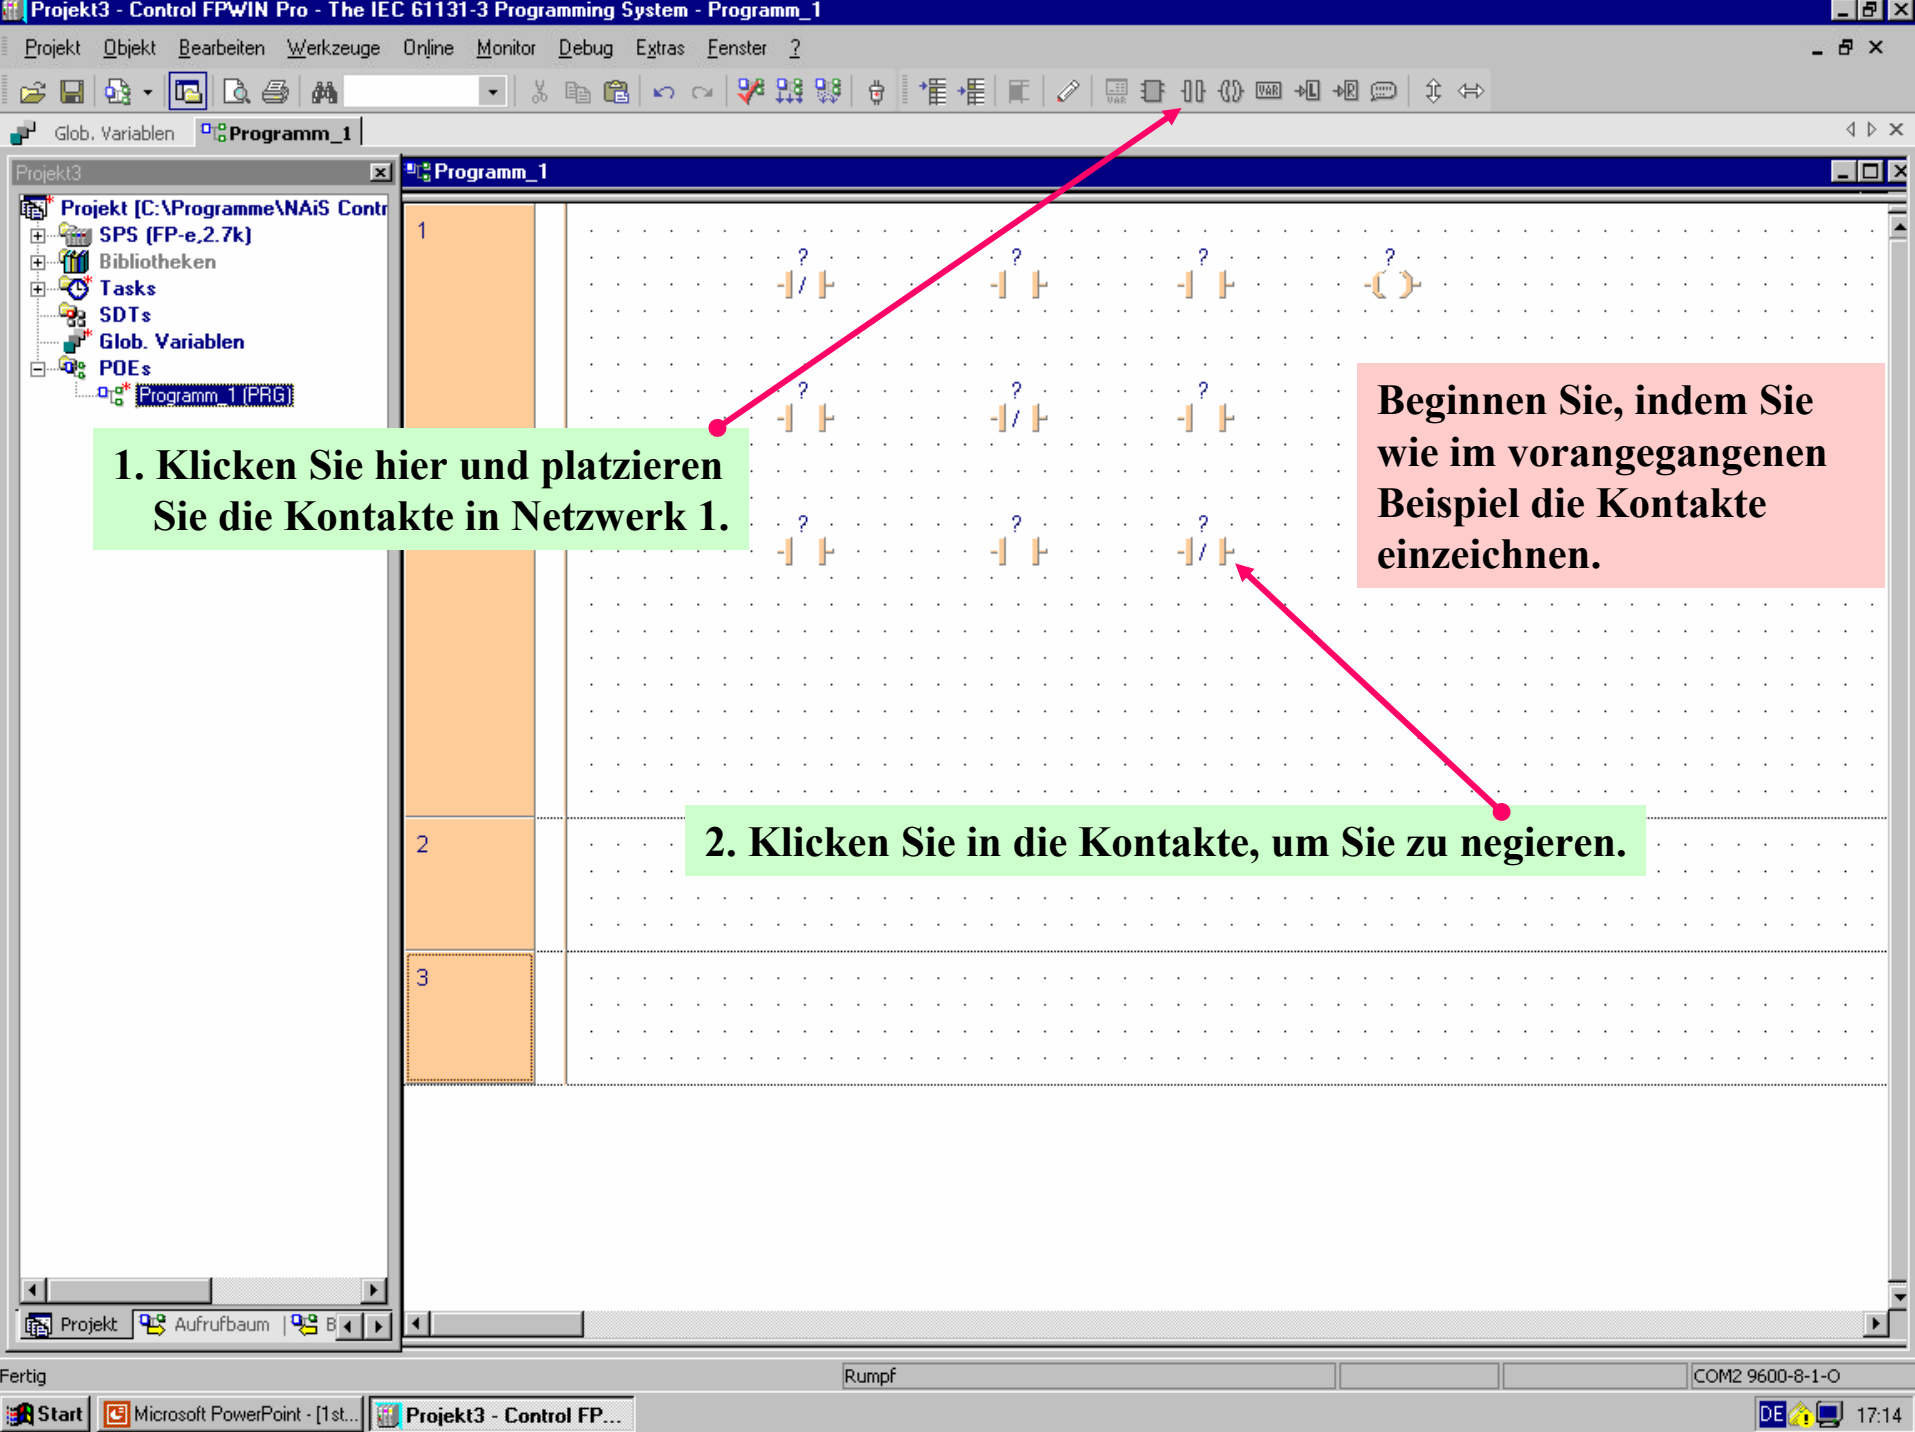 Projekt3 - Control FPWIN Pro - The IEC 61131-3 Programming System - Programm_1
Projekt Objekt Bearbeiten Werkzeuge Online Monitor Debug Extras Fenster ?
VAR VAR L R
Glob. Variablen Programm_1
Projekt3
Programm_1
Projekt [C:\Programme\NAiS Contr
SPS (FP-e,2.7k)
Bibliotheken
Tasks
SDTs
Glob. Variablen
POEs
Programm_1 (PRG)
1
? ? ? ?
/
? ? ?
/
? ? ?
/
1. Klicken Sie hier und platzieren
Sie die Kontakte in Netzwerk 1.
Beginnen Sie, indem Sie
wie im vorangegangenen
Beispiel die Kontakte
einzeichnen.
2
2. Klicken Sie in die Kontakte, um Sie zu negieren.
3
Projekt Aufrufbaum B
Fertig Rumpf COM2 9600-8-1-O
Start Microsoft PowerPoint - [1st... Projekt3 - Control FP... DE 17:14